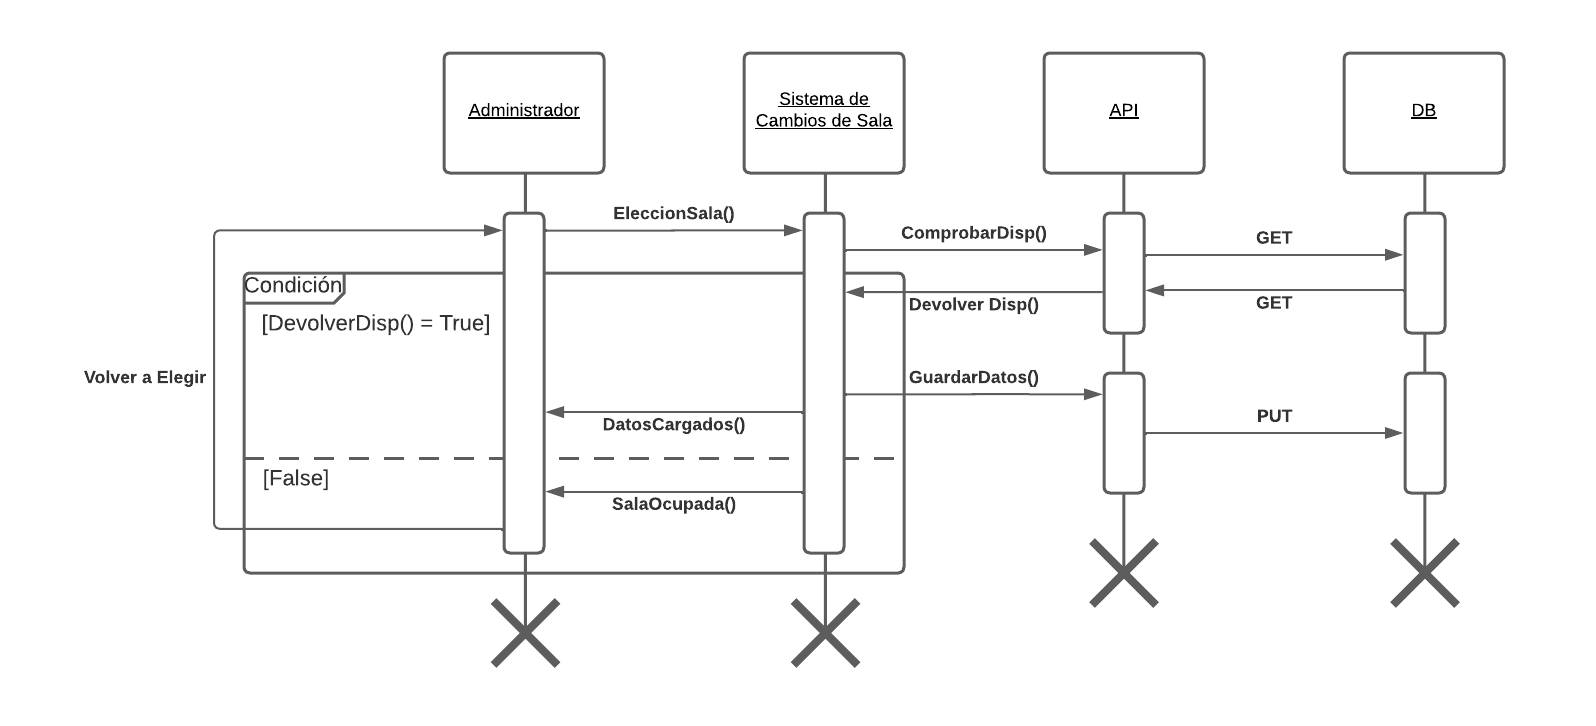 Administrador
Sistema de
Cambios de Sala
API
DB
EleccionSala()
ComprobarDisp()
GET
Condición
Devolver Disp()
GET
[DevolverDisp() = True]
Volver a Elegir
GuardarDatos()
DatosCargados()
PUT
[False]
SalaOcupada()